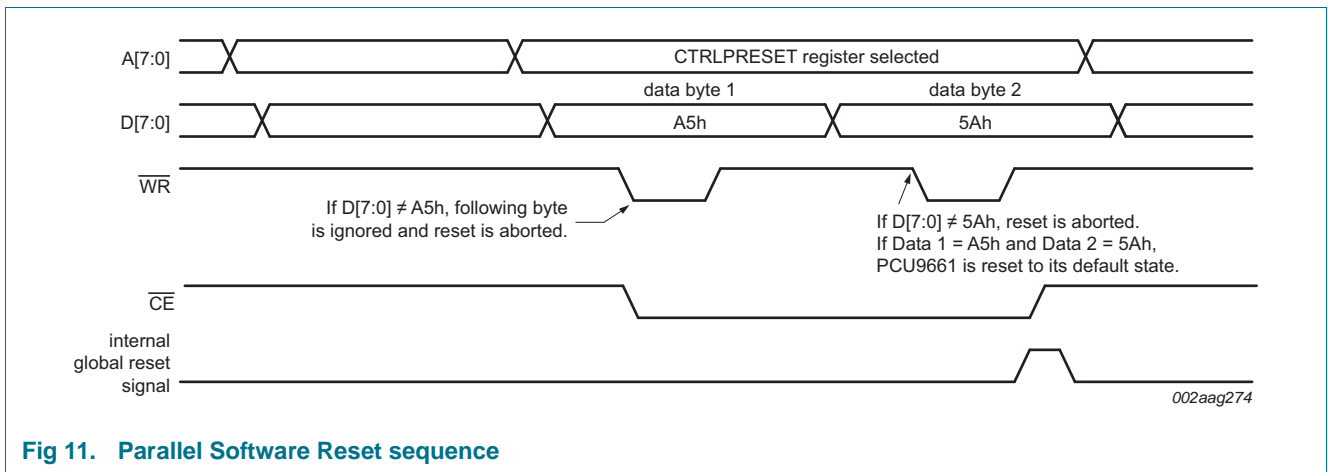 A[7:0]
CTRLPRESET register selected
data byte 1
data byte 2
D[7:0]
A5h
5Ah
WR
If D[7:0] ≠ A5h, following byte
is ignored and reset is aborted.
If D[7:0] ≠ 5Ah, reset is aborted.
If Data 1 = A5h and Data 2 = 5Ah,
PCU9661 is reset to its default state.
CE
internal
global reset
signal
002aag274
Fig 11. Parallel Software Reset sequence